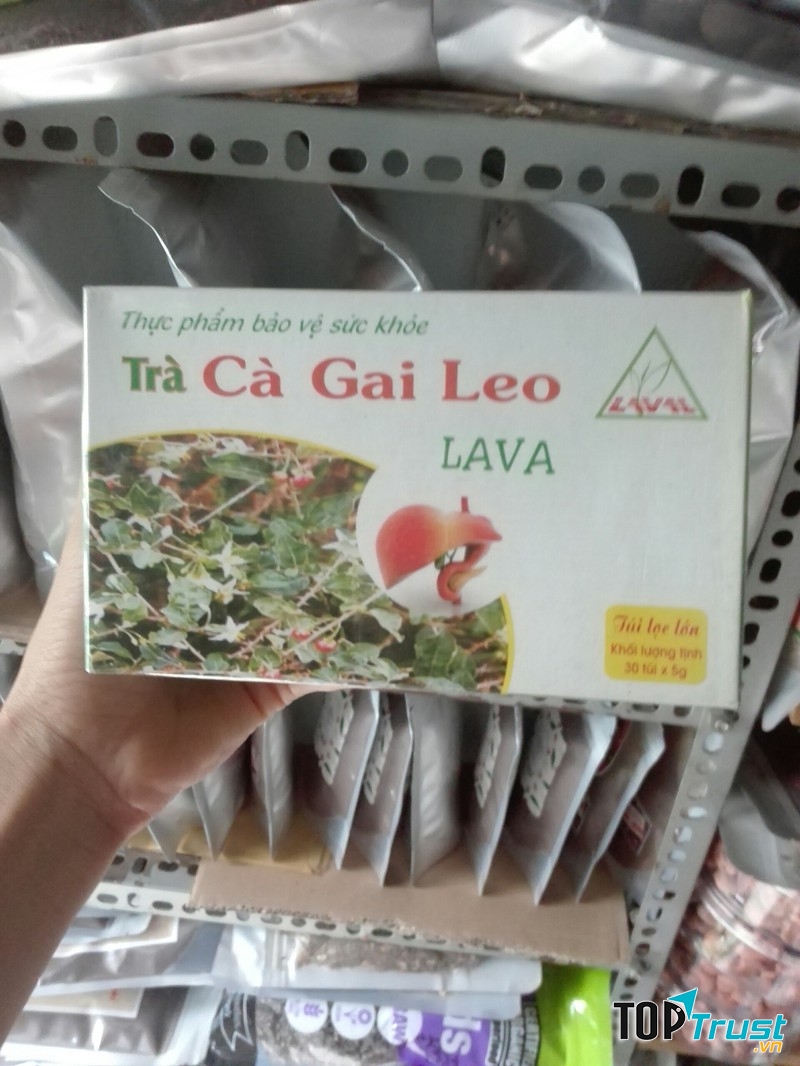 Thực phẩm bảo vệ sức khỏe
Trà Cà Gai Leo
LAVA
LAVAL
Túi lọc lớn
Khối lượng tịnh
30 túi x 5g
TOPTrust.vn